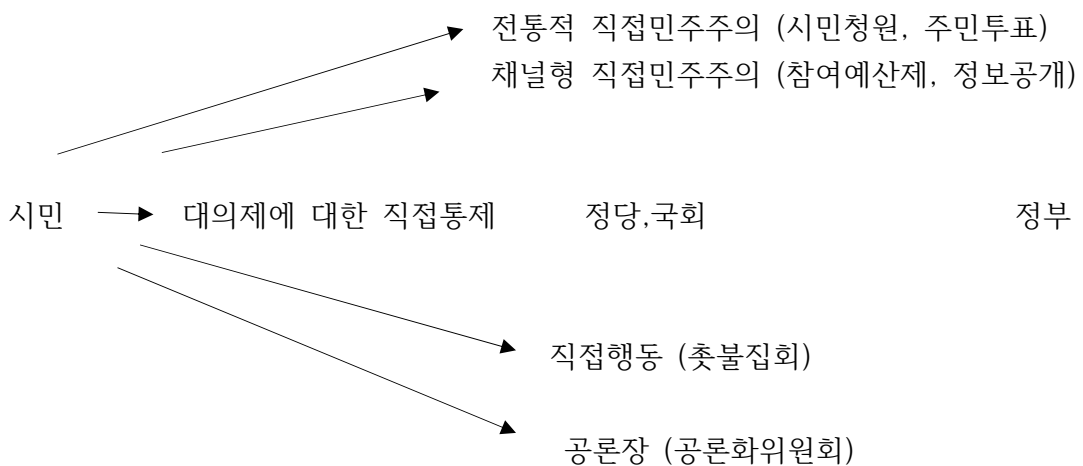 전통적 직접민주주의 (시민청원, 주민투표)
채널형 직접민주주의 (참여예산제, 정보공개)
시민 대의제에 대한 직접통제 정당,국회 정부
직접행동 (촛불집회)
공론장 (공론화위원회)